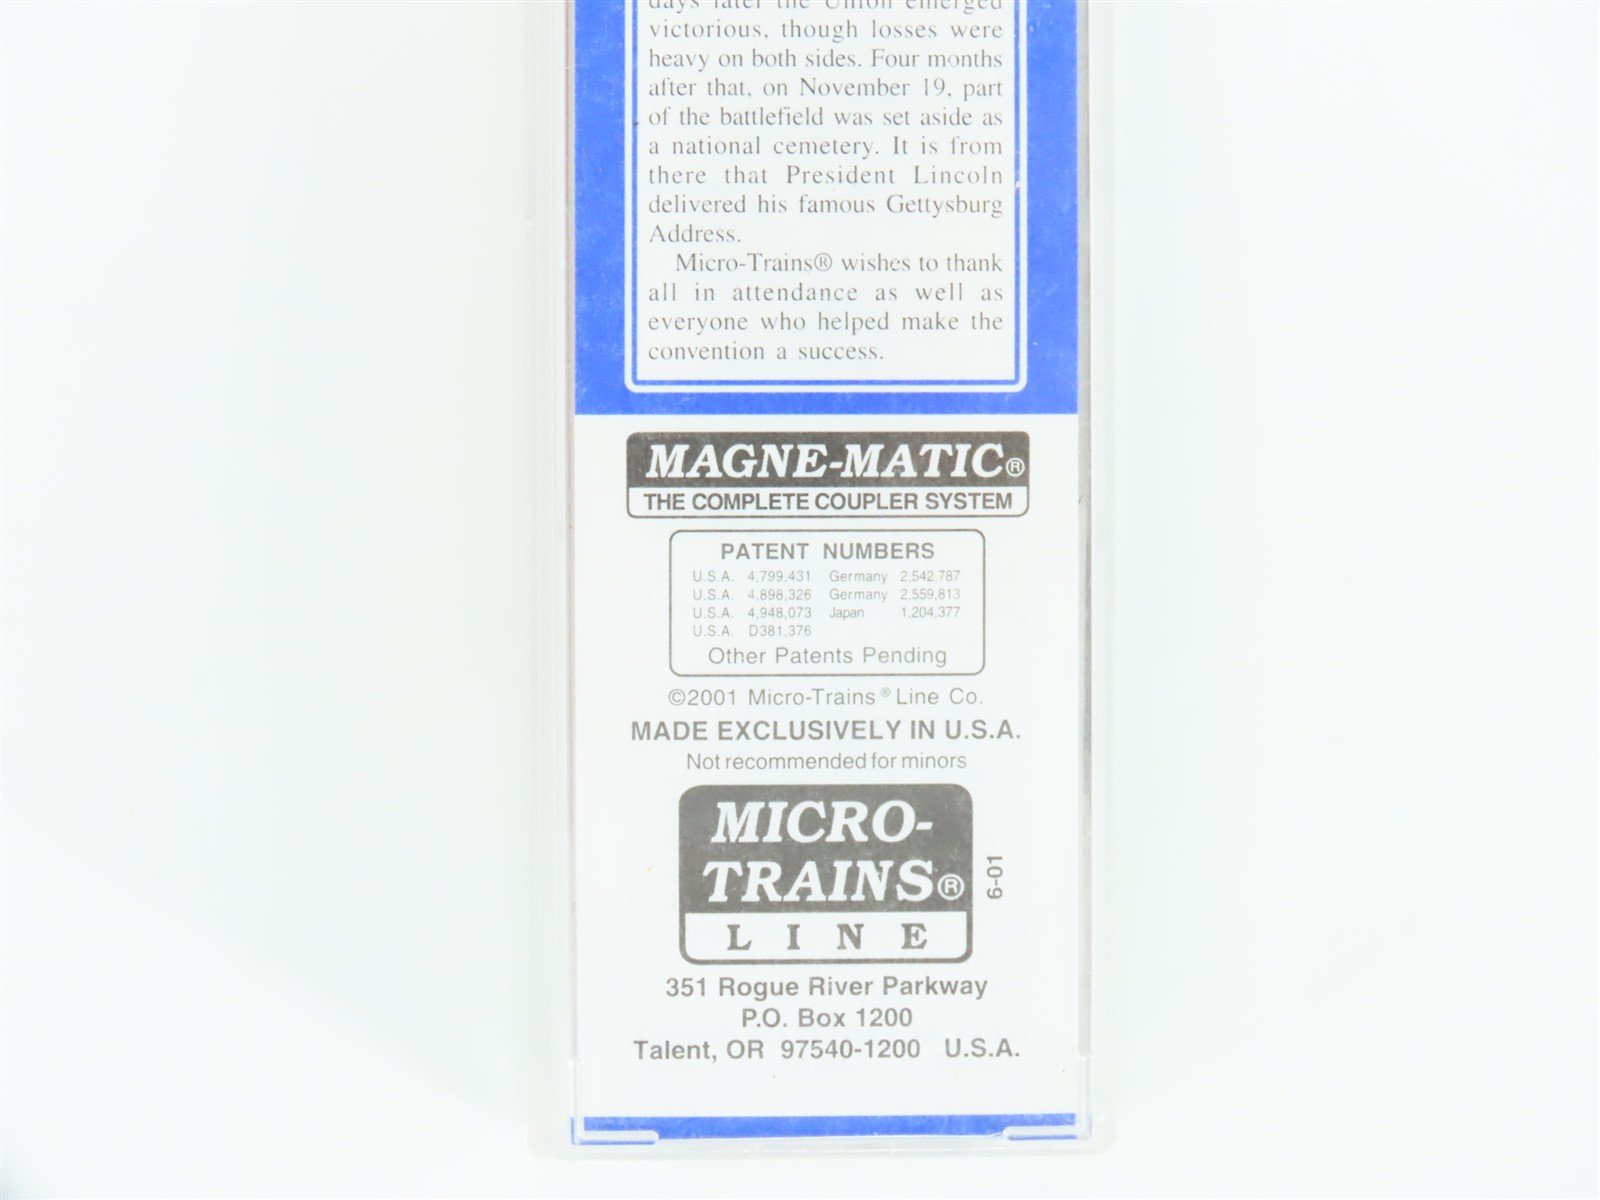 days later the Union emerged
victorious, though losses were
heavy on both sides. Four months
after that, on November 19, part
of the battlefield was set aside as
a national cemetery. It is from
there that President Lincoln
delivered his famous Gettysburg
Address.
Micro-Trains® wishes to thank
all in attendance as well as
everyone who helped make the
convention a success.
MAGNE-MATIC®
THE COMPLETE COUPLER SYSTEM
PATENT NUMBERS
U.S.A. 4,799,431 Germany 2,542,787
U.S.A. 4,898,326 Germany 2,559,813
U.S.A. 4,948,073 Japan 1,204,377
U.S.A. D381,376
Other Patents Pending
©2001 Micro-Trains® Line Co.
MADE EXCLUSIVELY IN U.S.A.
Not recommended for minors
MICRO-
TRAINS®
LINE
6-01
351 Rogue River Parkway
P.O. Box 1200
Talent, OR 97540-1200 U.S.A.